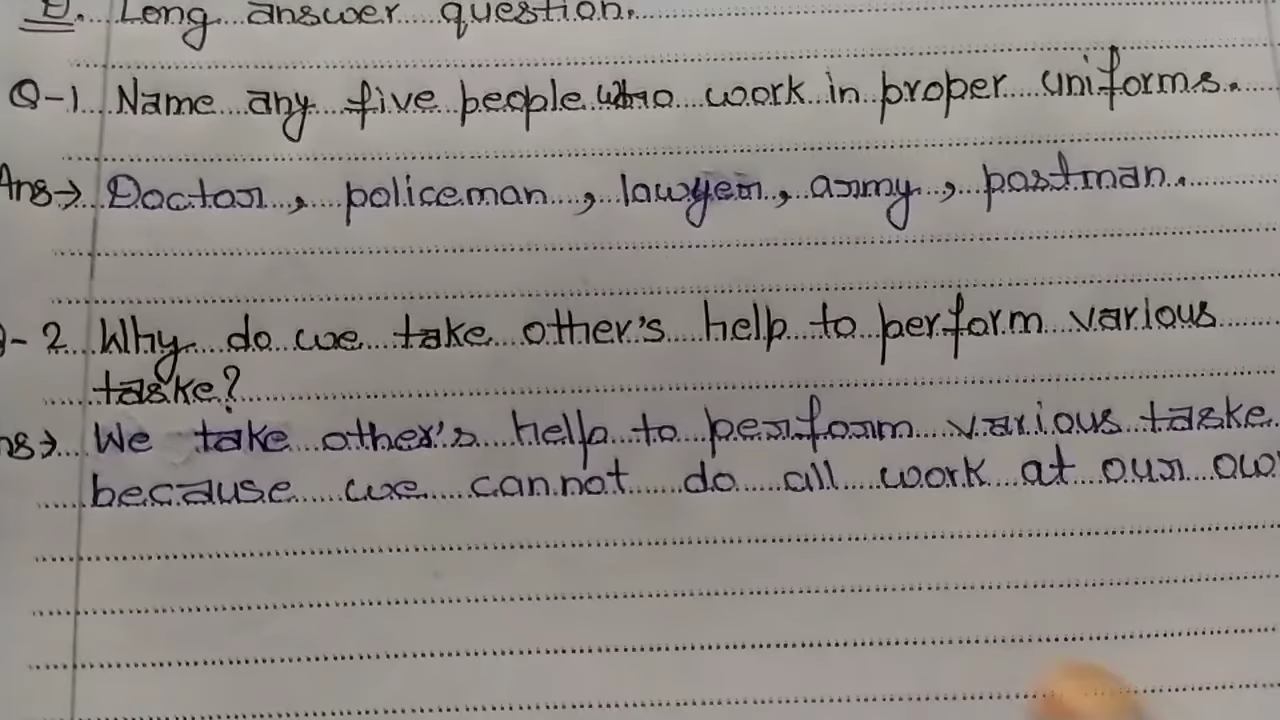 E. Long answer question.
Q-1 Name any five people who work in proper uniforms.
Ans→ Doctor, policeman, lawyer, army, postman.
Q-2 Why do we take other's help to perform various
taske?
Ans→ We take other's help to perform various taske
because we cannot do all work at our ow